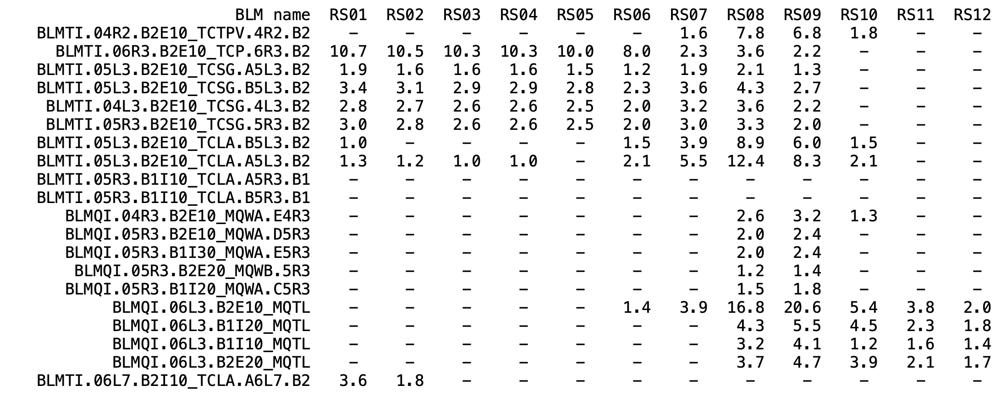 BLM name RS01 RS02 RS03 RS04 RS05 RS06 RS07 RS08 RS09 RS10 RS11 RS12
BLMTI.04R2.B2E10_TCTPV.4R2.B2 – – – – – – 1.6 7.8 6.8 1.8 – –
BLMTI.06R3.B2E10_TCP.6R3.B2 10.7 10.5 10.3 10.3 10.0 8.0 2.3 3.6 2.2 – – –
BLMTI.05L3.B2E10_TCSG.A5L3.B2 1.9 1.6 1.6 1.6 1.5 1.2 1.9 2.1 1.3 – – –
BLMTI.05L3.B2E10_TCSG.B5L3.B2 3.4 3.1 2.9 2.9 2.8 2.3 3.6 4.3 2.7 – – –
BLMTI.04L3.B2E10_TCSG.4L3.B2 2.8 2.7 2.6 2.6 2.5 2.0 3.2 3.6 2.2 – – –
BLMTI.05R3.B2E10_TCSG.5R3.B2 3.0 2.8 2.6 2.6 2.5 2.0 3.0 3.3 2.0 – – –
BLMTI.05L3.B2E10_TCLA.B5L3.B2 1.0 – – – – 1.5 3.9 8.9 6.0 1.5 – –
BLMTI.05L3.B2E10_TCLA.A5L3.B2 1.3 1.2 1.0 1.0 – 2.1 5.5 12.4 8.3 2.1 – –
BLMTI.05R3.B1I10_TCLA.A5R3.B1 – – – – – – – – – – – –
BLMTI.05R3.B1I10_TCLA.B5R3.B1 – – – – – – – – – – – –
BLMQI.04R3.B2E10_MQWA.E4R3 – – – – – – – 2.6 3.2 1.3 – –
BLMQI.05R3.B2E10_MQWA.D5R3 – – – – – – – 2.0 2.4 – – –
BLMQI.05R3.B1I30_MQWA.E5R3 – – – – – – – 2.0 2.4 – – –
BLMQI.05R3.B2E20_MQWB.5R3 – – – – – – – 1.2 1.4 – – –
BLMQI.05R3.B1I20_MQWA.C5R3 – – – – – – – 1.5 1.8 – – –
BLMQI.06L3.B2E10_MQTL – – – – – 1.4 3.9 16.8 20.6 5.4 3.8 2.0
BLMQI.06L3.B1I20_MQTL – – – – – – – 4.3 5.5 4.5 2.3 1.8
BLMQI.06L3.B1I10_MQTL – – – – – – – 3.2 4.1 1.2 1.6 1.4
BLMQI.06L3.B2E20_MQTL – – – – – – – 3.7 4.7 3.9 2.1 1.7
BLMTI.06L7.B2I10_TCLA.A6L7.B2 3.6 1.8 – – – – – – – – – –